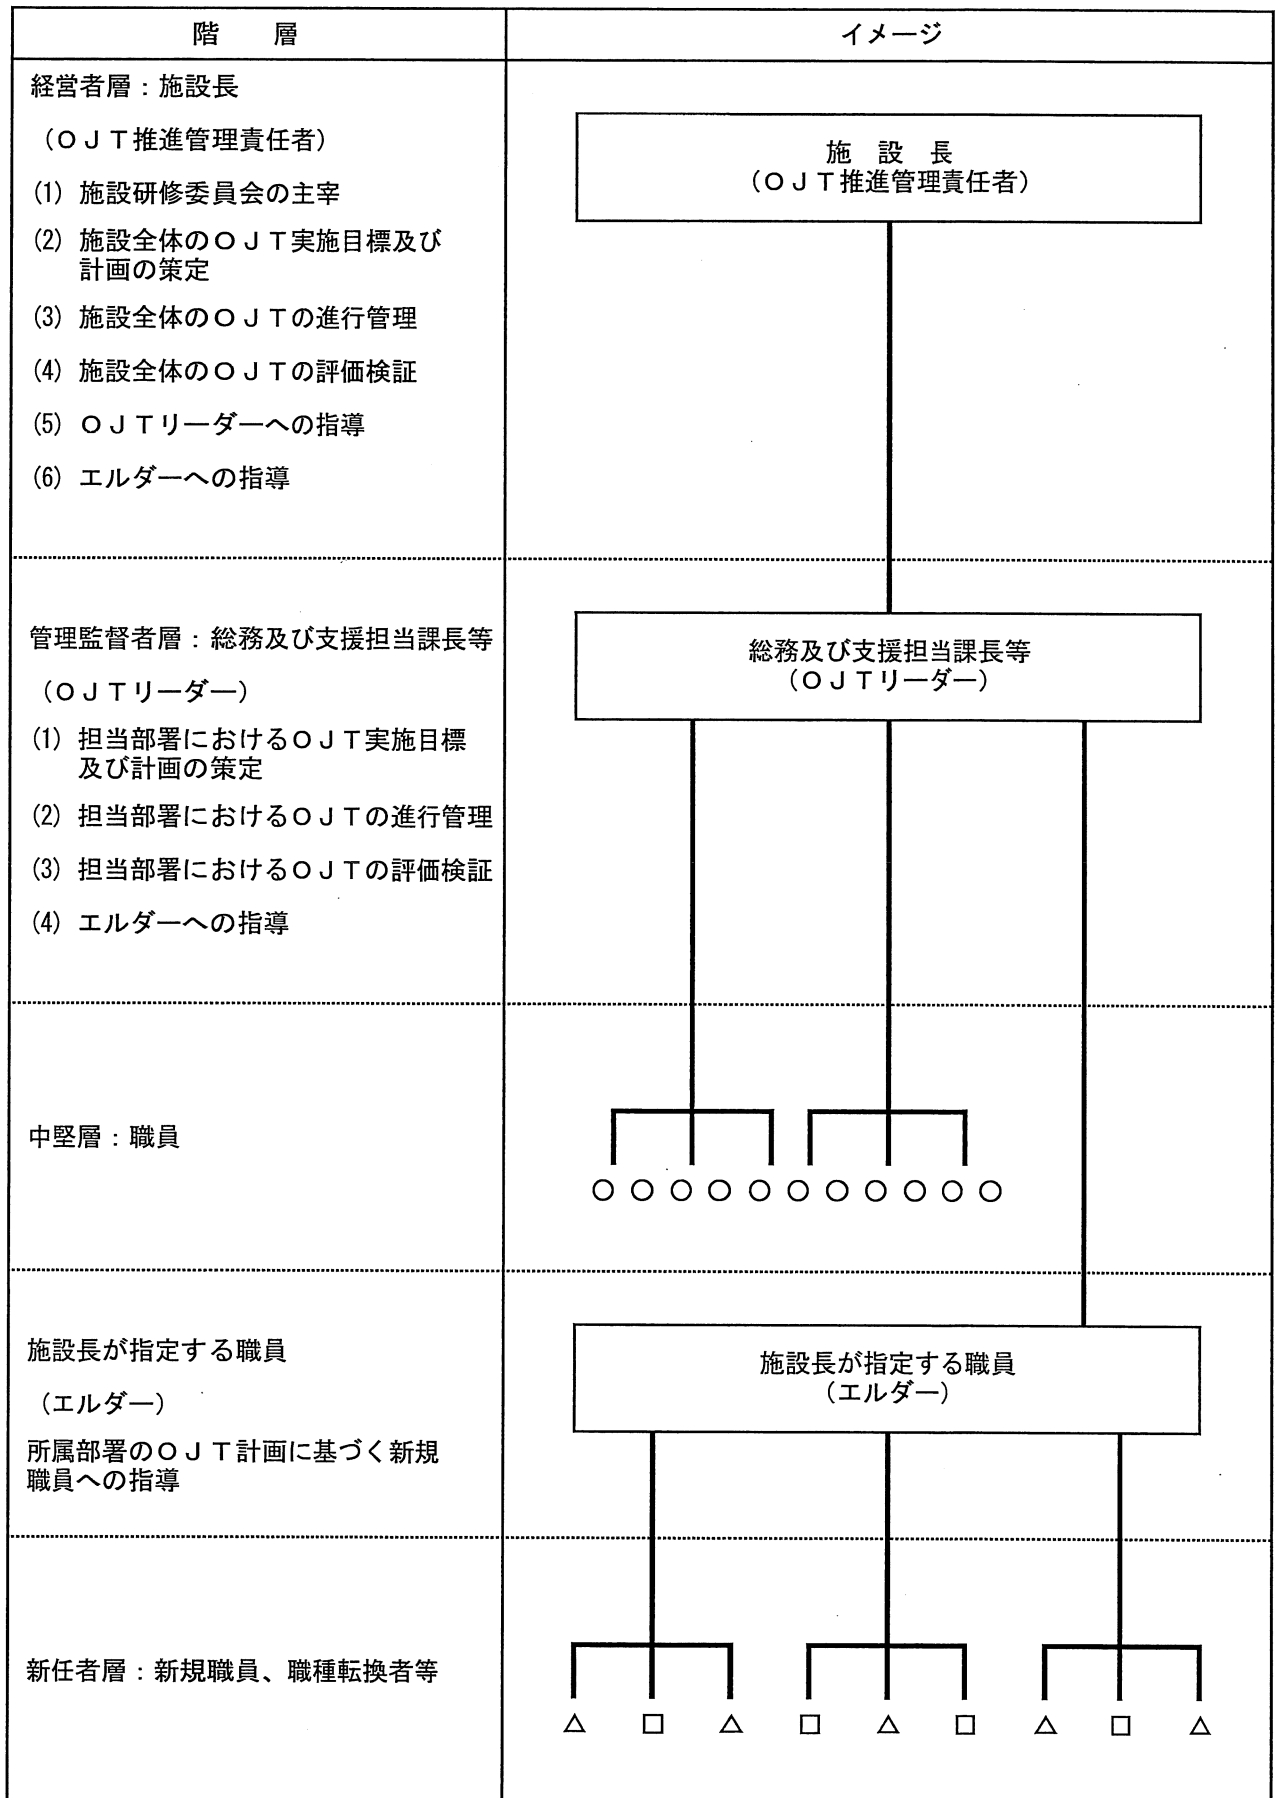 階　　層
イメージ
経営者層：施設長
（ＯＪＴ推進管理責任者）
(1) 施設研修委員会の主宰
(2) 施設全体のＯＪＴ実施目標及び
計画の策定
(3) 施設全体のＯＪＴの進行管理
(4) 施設全体のＯＪＴの評価検証
(5) ＯＪＴリーダーへの指導
(6) エルダーへの指導
施　設　長
（ＯＪＴ推進管理責任者）
管理監督者層：総務及び支援担当課長等
（ＯＪＴリーダー）
(1) 担当部署におけるＯＪＴ実施目標
及び計画の策定
(2) 担当部署におけるＯＪＴの進行管理
(3) 担当部署におけるＯＪＴの評価検証
(4) エルダーへの指導
総務及び支援担当課長等
（ＯＪＴリーダー）
中堅層：職員
○ ○ ○ ○ ○ ○ ○ ○ ○ ○ ○
施設長が指定する職員
（エルダー）
所属部署のＯＪＴ計画に基づく新規
職員への指導
施設長が指定する職員
（エルダー）
新任者層：新規職員、職種転換者等
△ □ △ □ △ □ △ □ △